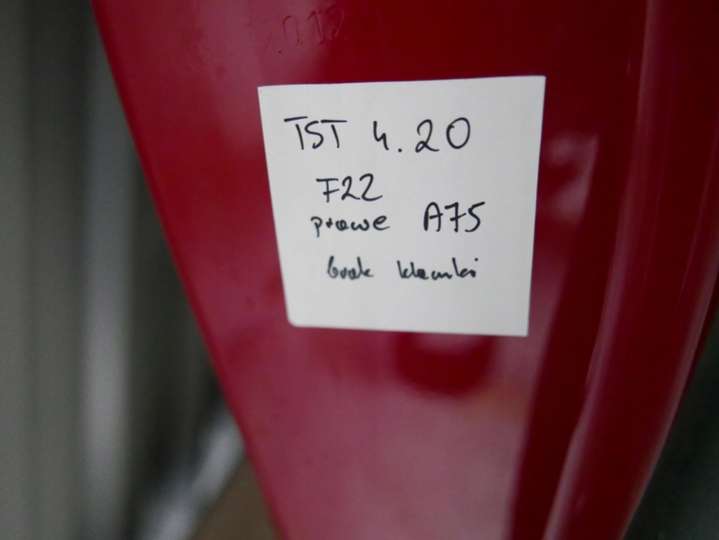 TST 4.20
F22
prawe A75
brak klamki